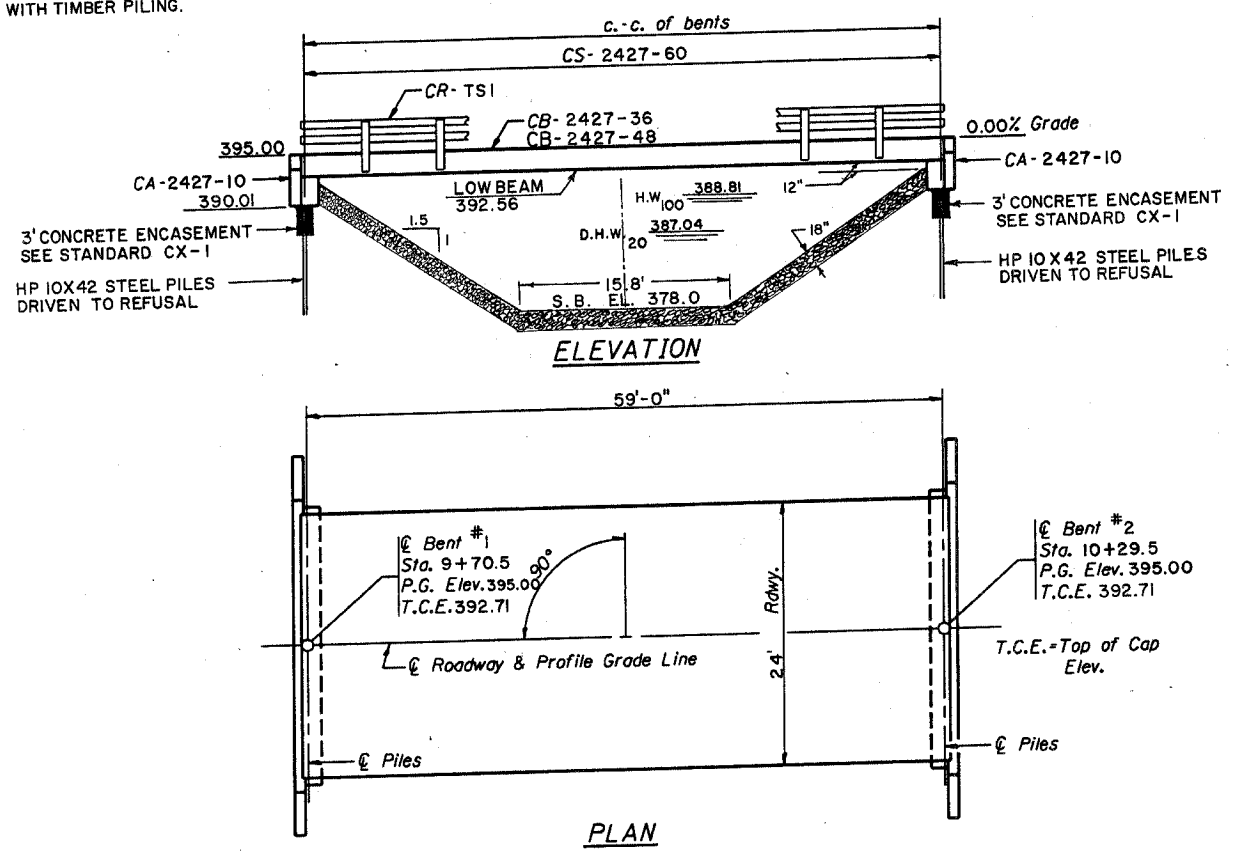 WITH TIMBER PILING.
c.-c. of bents
CS-2427-60
CR-TS1
CB-2427-36
CB-2427-48
0.00% Grade
395.00
CA-2427-10
CA-2427-10
390.01
LOW BEAM
392.56
H.W.100 388.81
12"
3' CONCRETE ENCASEMENT
SEE STANDARD CX-1
3' CONCRETE ENCASEMENT
SEE STANDARD CX-1
1.5
1
D.H.W.20 387.04
18"
HP 10X42 STEEL PILES
DRIVEN TO REFUSAL
HP 10X42 STEEL PILES
DRIVEN TO REFUSAL
15.8'
S.B. EL. 378.0
ELEVATION
59'-0"
℄ Bent #1
Sta. 9+70.5
P.G. Elev. 395.00
T.C.E. 392.71
90°
Rdwy.
24'
℄ Bent #2
Sta. 10+29.5
P.G. Elev. 395.00
T.C.E. 392.71
℄ Roadway & Profile Grade Line
T.C.E.=Top of Cap
Elev.
℄ Piles
℄ Piles
PLAN